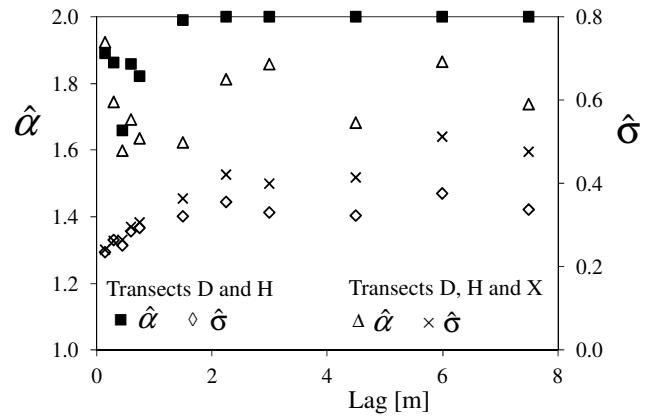 2.0
1.8
1.6
1.4
1.2
1.0
α̂
0.8
0.6
0.4
0.2
0.0
σ̂
Transects D and H
■ α̂ ◇ σ̂
Transects D, H and X
△ α̂ × σ̂
0 2 4 6 8
Lag [m]